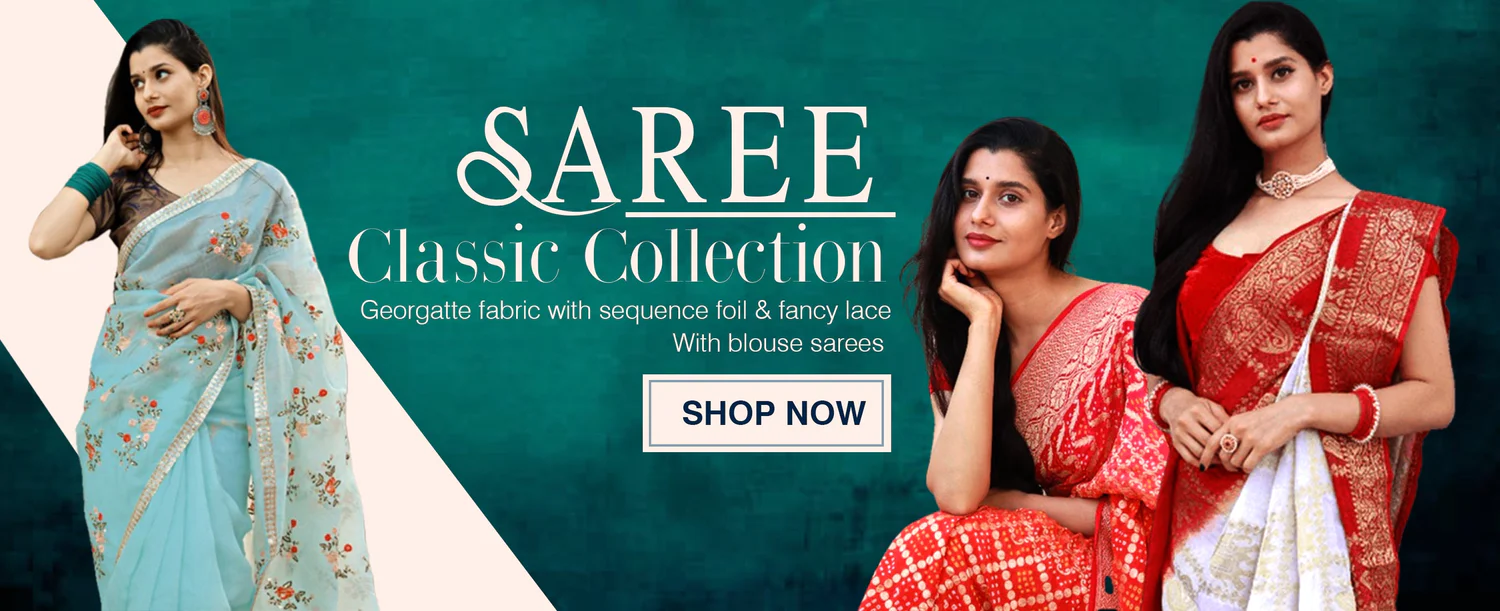 SAREE
Classic Collection
Georgatte fabric with sequence foil & fancy lace
With blouse sarees
SHOP NOW